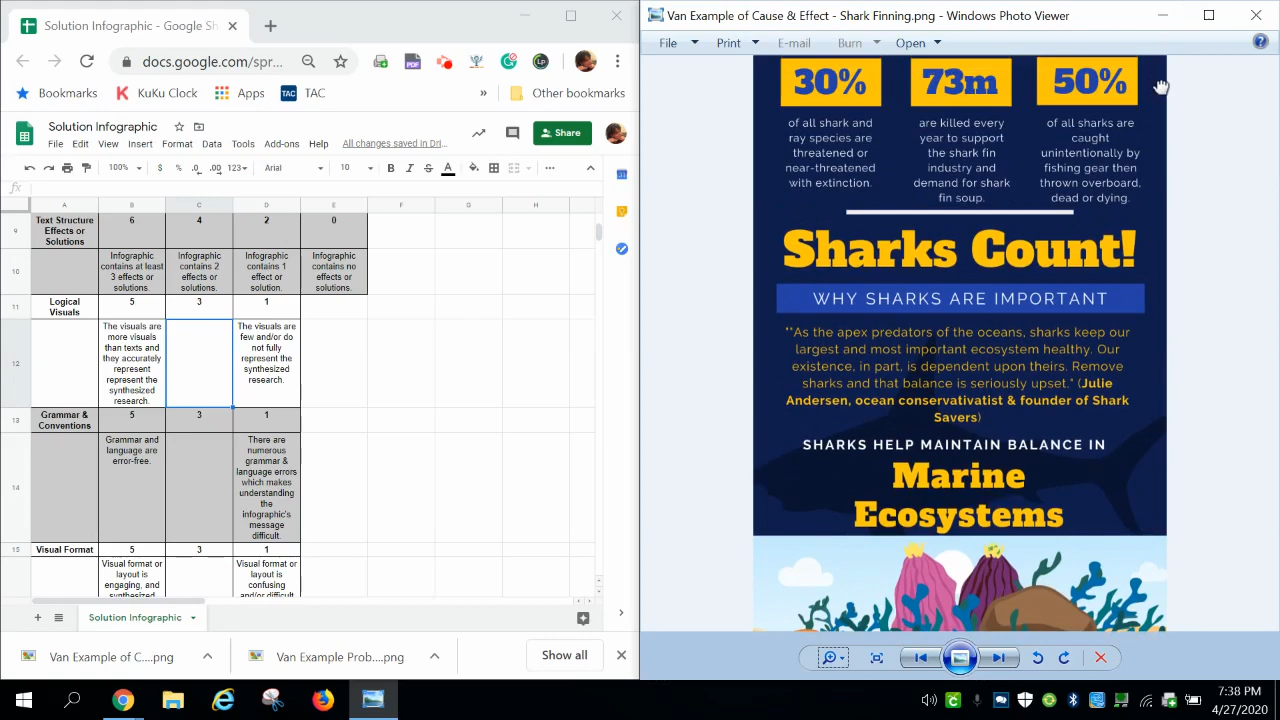 Solution Infographic - Google Sh
docs.google.com/spr...
Bookmarks
Kuku Clock
Apps
TAC
TAC
»
Other bookmarks
Solution Infographic
File Edit View Insert Format Data Tools Add-ons Help All changes saved in Dri...
Share
100% $ % .0 .00 123 Arial 10 B I S A
fx
A B C D E F G H
9 Text Structure Effects or Solutions 6 4 2 0
10 Infographic contains at least 3 effects or solutions. Infographic contains 2 effects or solutions. Infographic contains 1 effect or solution. Infographic contains no effects or solutions.
11 Logical Visuals 5 3 1
12 The visuals are more visuals than texts and they accurately represent represent the synthesized research. The visuals are few and/or do not fully represent the synthesized research.
13 Grammar & Conventions 5 3 1
14 Grammar and language are error-free. There are numerous grammar & language errors which makes understanding the infographic's message difficult.
15 Visual Format 5 3 1
Visual format or layout is engaging, and synthesized Visual format or layout is confusing and/or difficult
Solution Infographic
Van Example of C....png
Van Example Prob....png
Show all
Van Example of Cause & Effect - Shark Finning.png - Windows Photo Viewer
File Print E-mail Burn Open
30% 73m 50%
of all shark and ray species are threatened or near-threatened with extinction.
are killed every year to support the shark fin industry and demand for shark fin soup.
of all sharks are caught unintentionally by fishing gear then thrown overboard, dead or dying.
Sharks Count!
WHY SHARKS ARE IMPORTANT
"*As the apex predators of the oceans, sharks keep our
largest and most important ecosystem healthy. Our
existence, in part, is dependent upon theirs. Remove
sharks and that balance is seriously upset." (Julie
Andersen, ocean conservativatist & founder of Shark
Savers)
SHARKS HELP MAINTAIN BALANCE IN
Marine
Ecosystems
7:38 PM
4/27/2020